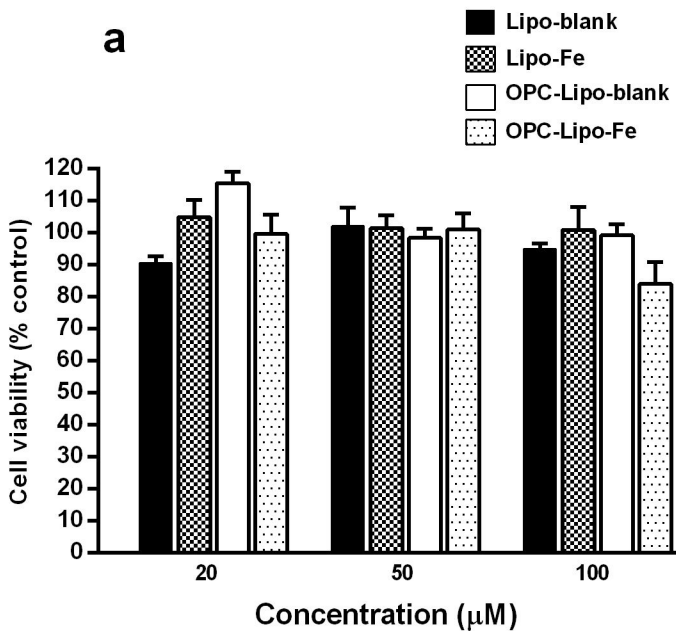 a
Lipo-blank
Lipo-Fe
OPC-Lipo-blank
OPC-Lipo-Fe
Cell viability (% control)
120
110
100
90
80
70
60
50
40
30
20
10
0
20 50 100
Concentration (μM)